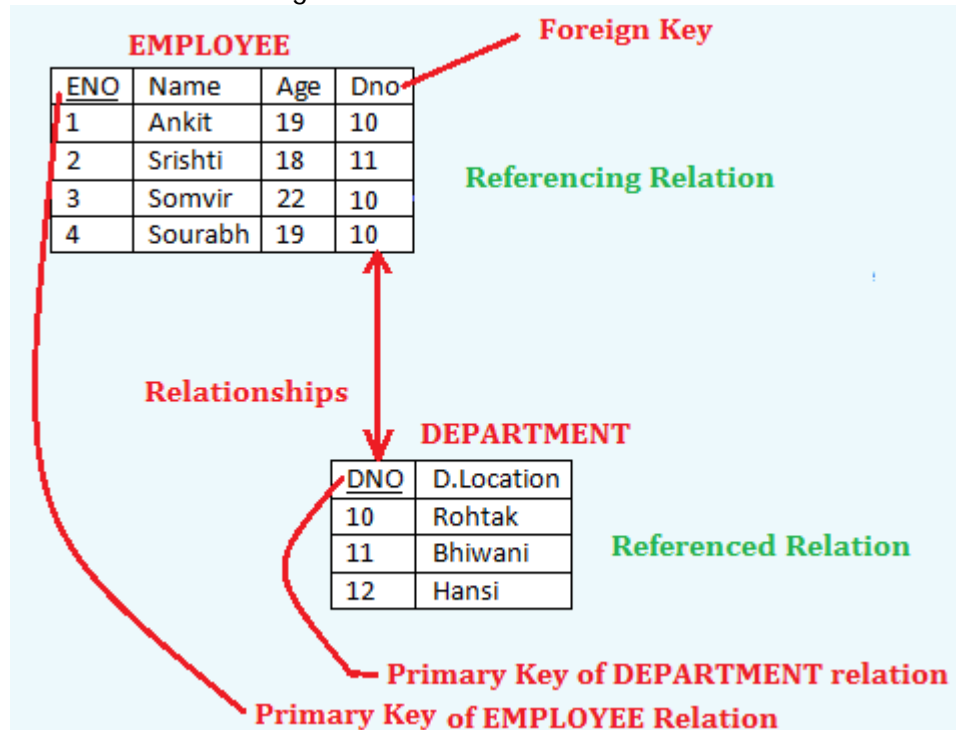 EMPLOYEE
Foreign Key
ENO Name Age Dno
1 Ankit 19 10
2 Srishti 18 11
3 Somvir 22 10
4 Sourabh 19 10
Referencing Relation
Relationships
DEPARTMENT
DNO D.Location
10 Rohtak
11 Bhiwani
12 Hansi
Referenced Relation
Primary Key of DEPARTMENT relation
Primary Key of EMPLOYEE Relation